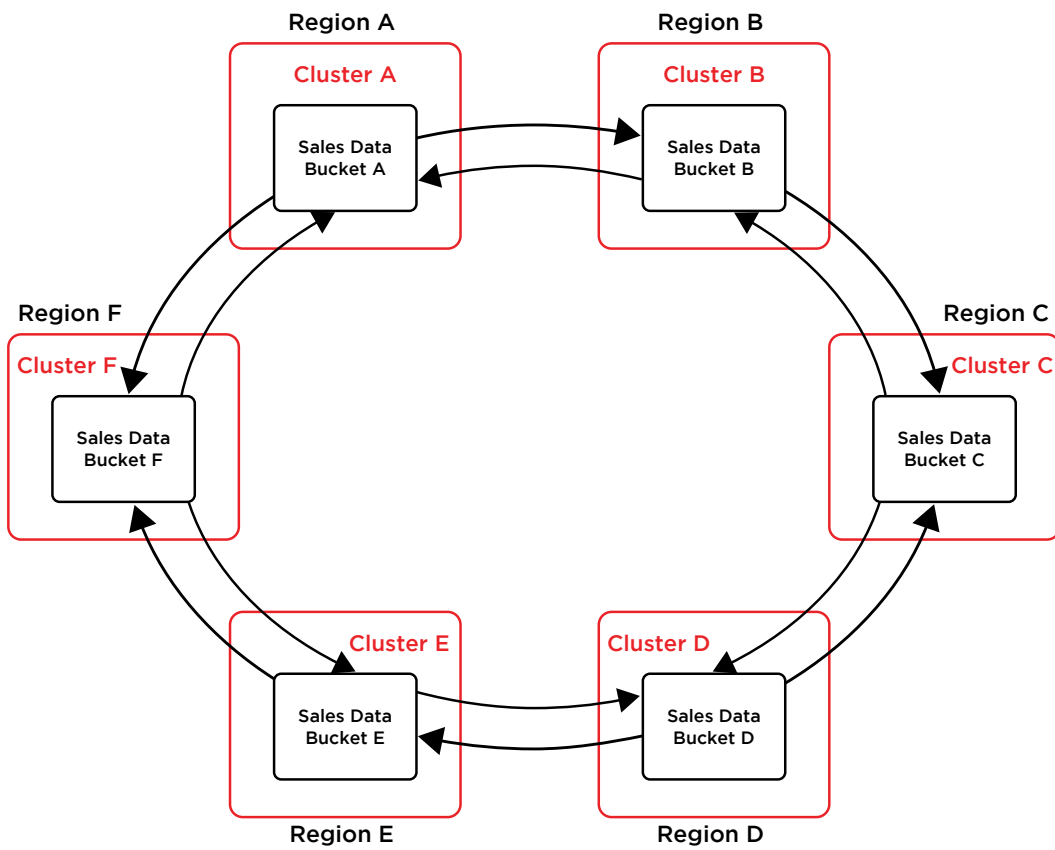 Region A
Cluster A
Sales Data
Bucket A
Region B
Cluster B
Sales Data
Bucket B
Region F
Cluster F
Sales Data
Bucket F
Region C
Cluster C
Sales Data
Bucket C
Cluster E
Sales Data
Bucket E
Region E
Cluster D
Sales Data
Bucket D
Region D